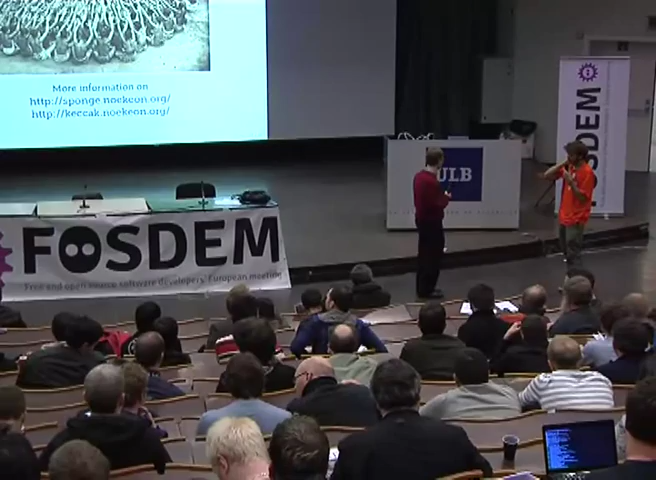 More information on
http://sponge.noekeon.org/
http://keccak.noekeon.org/
ULB
FOSDEM
FOSDEM
Free and open source software developers' European meeting